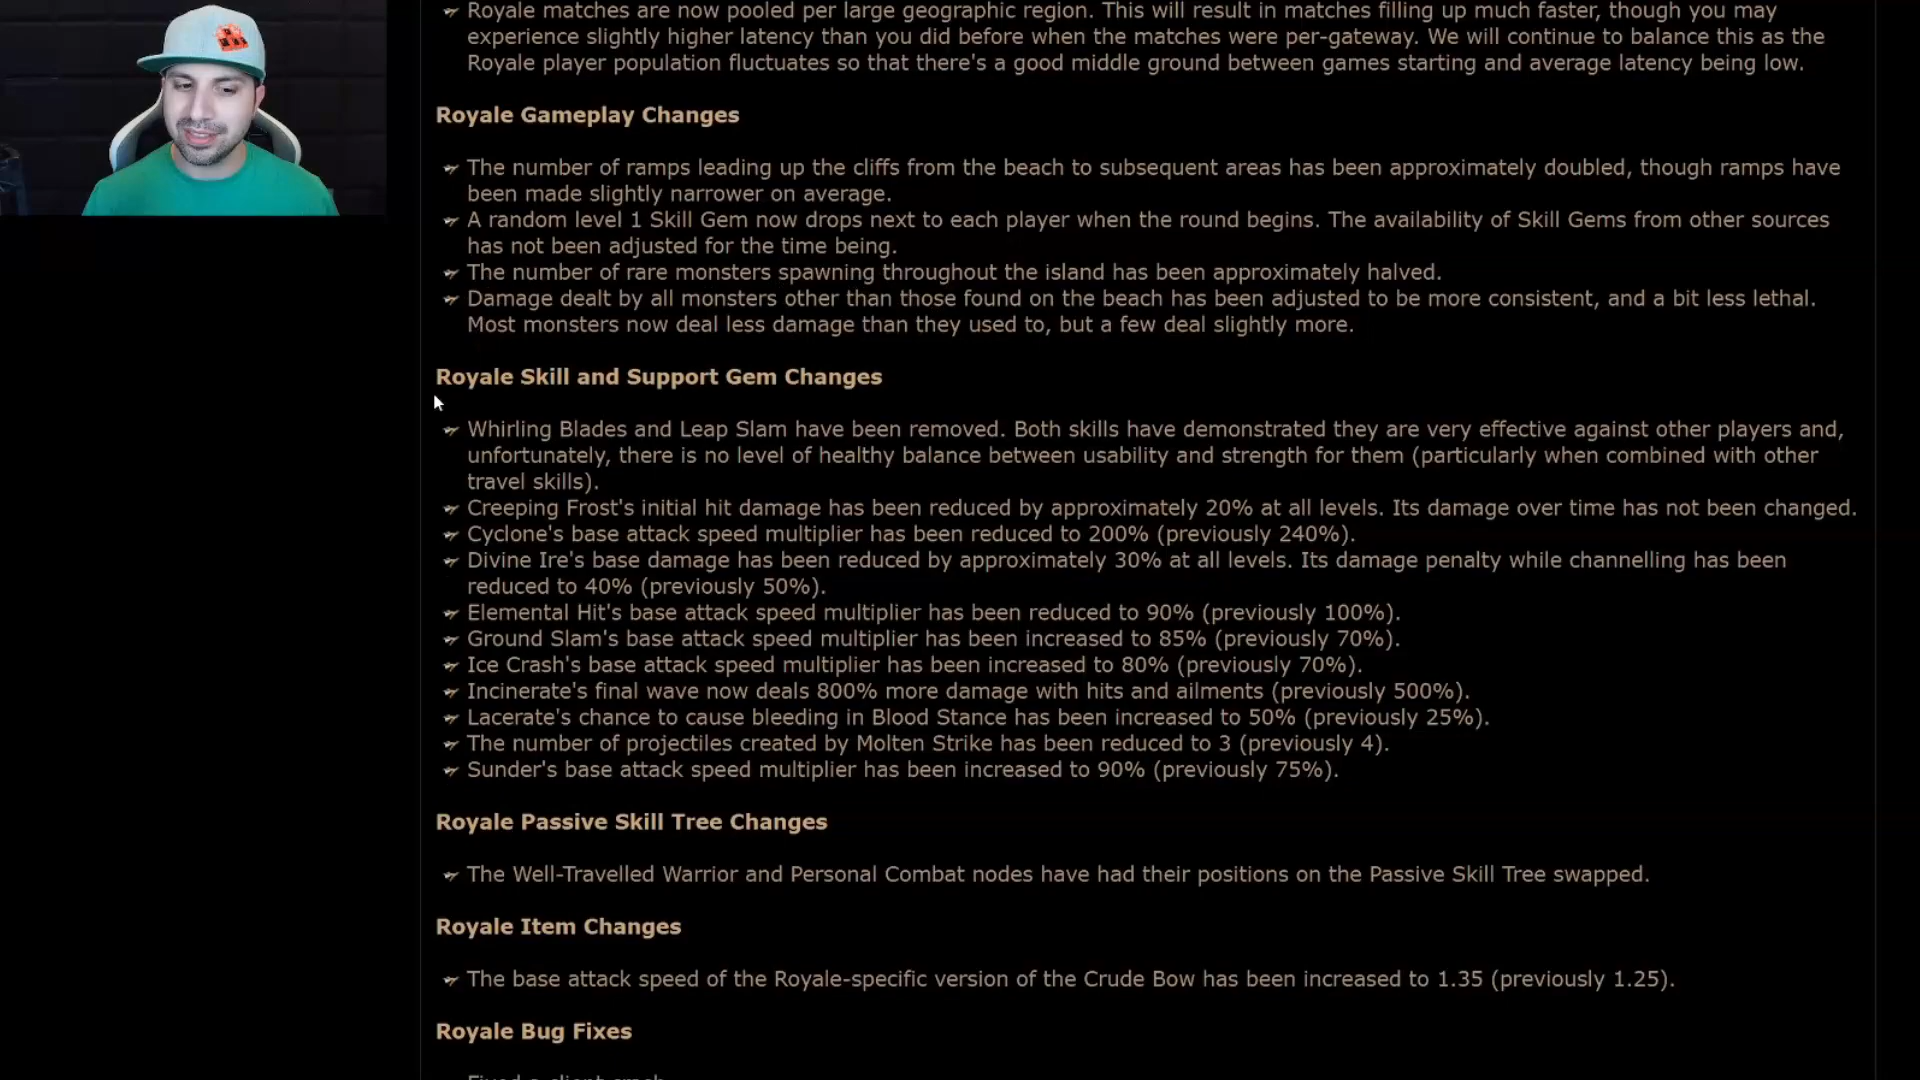 Royale matches are now pooled per large geographic region. This will result in matches filling up much faster, though you may
experience slightly higher latency than you did before when the matches were per-gateway. We will continue to balance this as the
Royale player population fluctuates so that there's a good middle ground between games starting and average latency being low.
Royale Gameplay Changes
The number of ramps leading up the cliffs from the beach to subsequent areas has been approximately doubled, though ramps have
been made slightly narrower on average.
A random level 1 Skill Gem now drops next to each player when the round begins. The availability of Skill Gems from other sources
has not been adjusted for the time being.
The number of rare monsters spawning throughout the island has been approximately halved.
Damage dealt by all monsters other than those found on the beach has been adjusted to be more consistent, and a bit less lethal.
Most monsters now deal less damage than they used to, but a few deal slightly more.
Royale Skill and Support Gem Changes
Whirling Blades and Leap Slam have been removed. Both skills have demonstrated they are very effective against other players and,
unfortunately, there is no level of healthy balance between usability and strength for them (particularly when combined with other
travel skills).
Creeping Frost's initial hit damage has been reduced by approximately 20% at all levels. Its damage over time has not been changed.
Cyclone's base attack speed multiplier has been reduced to 200% (previously 240%).
Divine Ire's base damage has been reduced by approximately 30% at all levels. Its damage penalty while channelling has been
reduced to 40% (previously 50%).
Elemental Hit's base attack speed multiplier has been reduced to 90% (previously 100%).
Ground Slam's base attack speed multiplier has been increased to 85% (previously 70%).
Ice Crash's base attack speed multiplier has been increased to 80% (previously 70%).
Incinerate's final wave now deals 800% more damage with hits and ailments (previously 500%).
Lacerate's chance to cause bleeding in Blood Stance has been increased to 50% (previously 25%).
The number of projectiles created by Molten Strike has been reduced to 3 (previously 4).
Sunder's base attack speed multiplier has been increased to 90% (previously 75%).
Royale Passive Skill Tree Changes
The Well-Travelled Warrior and Personal Combat nodes have had their positions on the Passive Skill Tree swapped.
Royale Item Changes
The base attack speed of the Royale-specific version of the Crude Bow has been increased to 1.35 (previously 1.25).
Royale Bug Fixes
Fixed a client crash